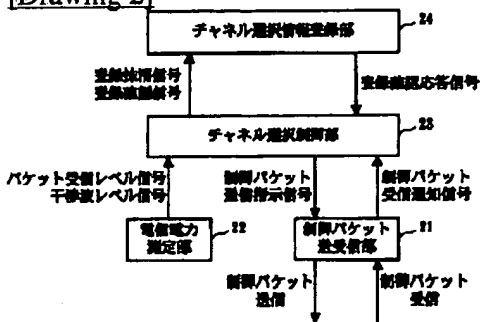 [Drawing 2]
チャネル選択情報登録部
24
登録抹消信号
登録確認信号
登録確認応答信号
チャネル選択制御部
23
パケット受信レベル信号
干渉波レベル信号
制御パケット
送信指示信号
制御パケット
受信通知信号
電信電力
測定部
22
制御パケット
送受信部
21
制御パケット
送信
制御パケット
受信